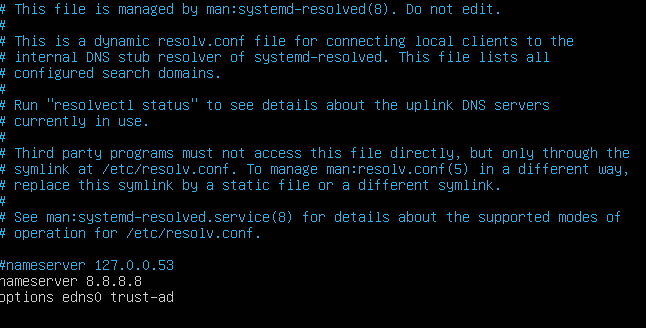 # This file is managed by man:systemd-resolved(8). Do not edit.
#
# This is a dynamic resolv.conf file for connecting local clients to the
# internal DNS stub resolver of systemd-resolved. This file lists all
# configured search domains.
#
# Run "resolvectl status" to see details about the uplink DNS servers
# currently in use.
#
# Third party programs must not access this file directly, but only through the
# symlink at /etc/resolv.conf. To manage man:resolv.conf(5) in a different way,
# replace this symlink by a static file or a different symlink.
#
# See man:systemd-resolved.service(8) for details about the supported modes of
# operation for /etc/resolv.conf.

#nameserver 127.0.0.53
nameserver 8.8.8.8
options edns0 trust-ad